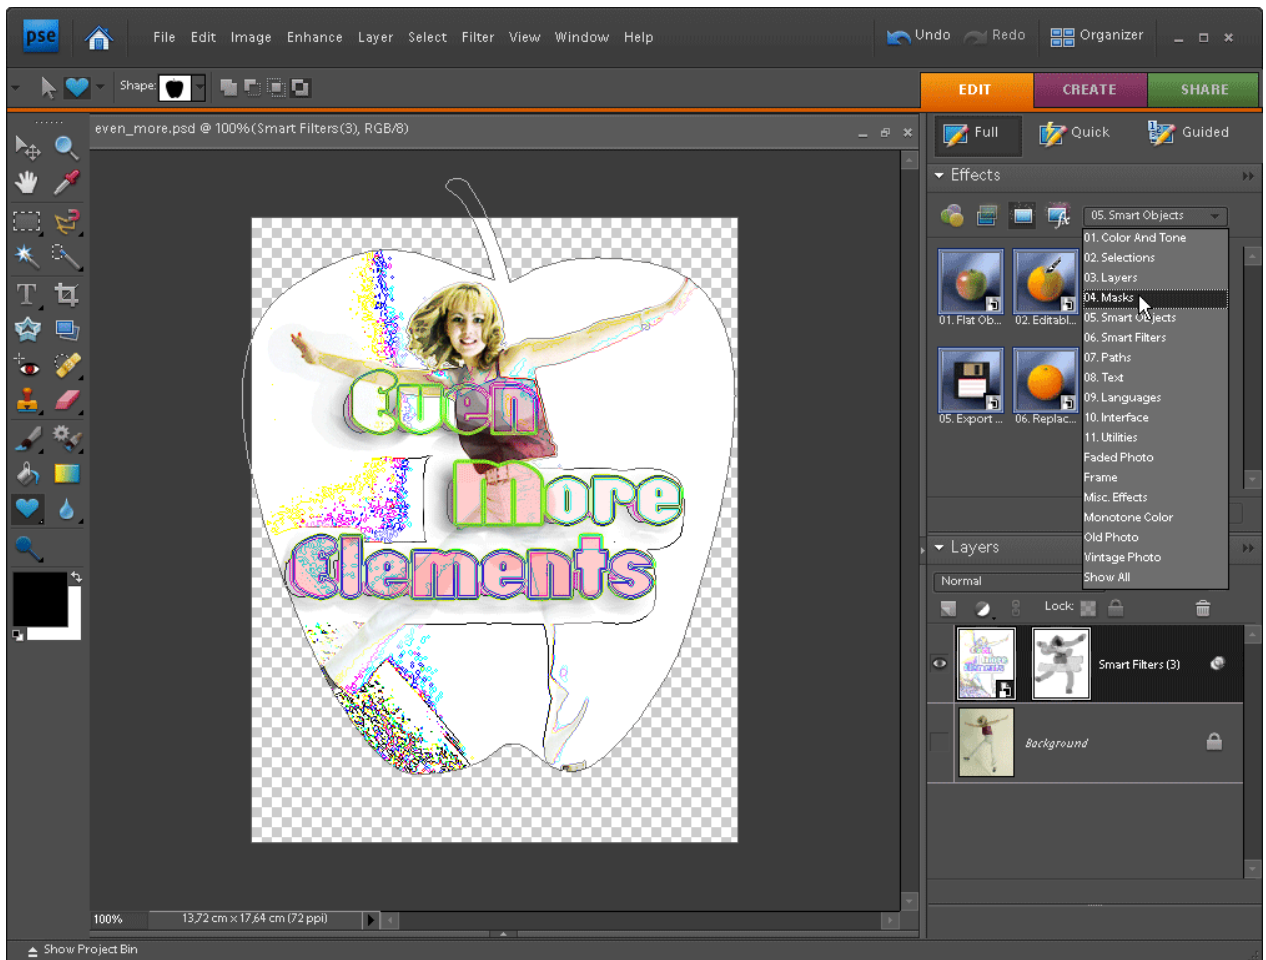 pse File Edit Image Enhance Layer Select Filter View Window Help Undo Redo Organizer
Shape: EDIT CREATE SHARE
even_more.psd @ 100%(Smart Filters(3), RGB/8)
Full Quick Guided
Effects
05. Smart Objects
01. Color And Tone
02. Selections
03. Layers
04. Masks
05. Smart Objects
06. Smart Filters
07. Paths
08. Text
09. Languages
10. Interface
11. Utilities
Faded Photo
Frame
Misc. Effects
Monotone Color
Old Photo
Vintage Photo
Show All
01. Flat Ob... 02. Editabl...
05. Export ... 06. Replac...
Even
More
Elements
Layers
Normal
Lock:
Smart Filters (3)
Background
100% 13,72 cm x 17,64 cm (72 ppi)
Show Project Bin